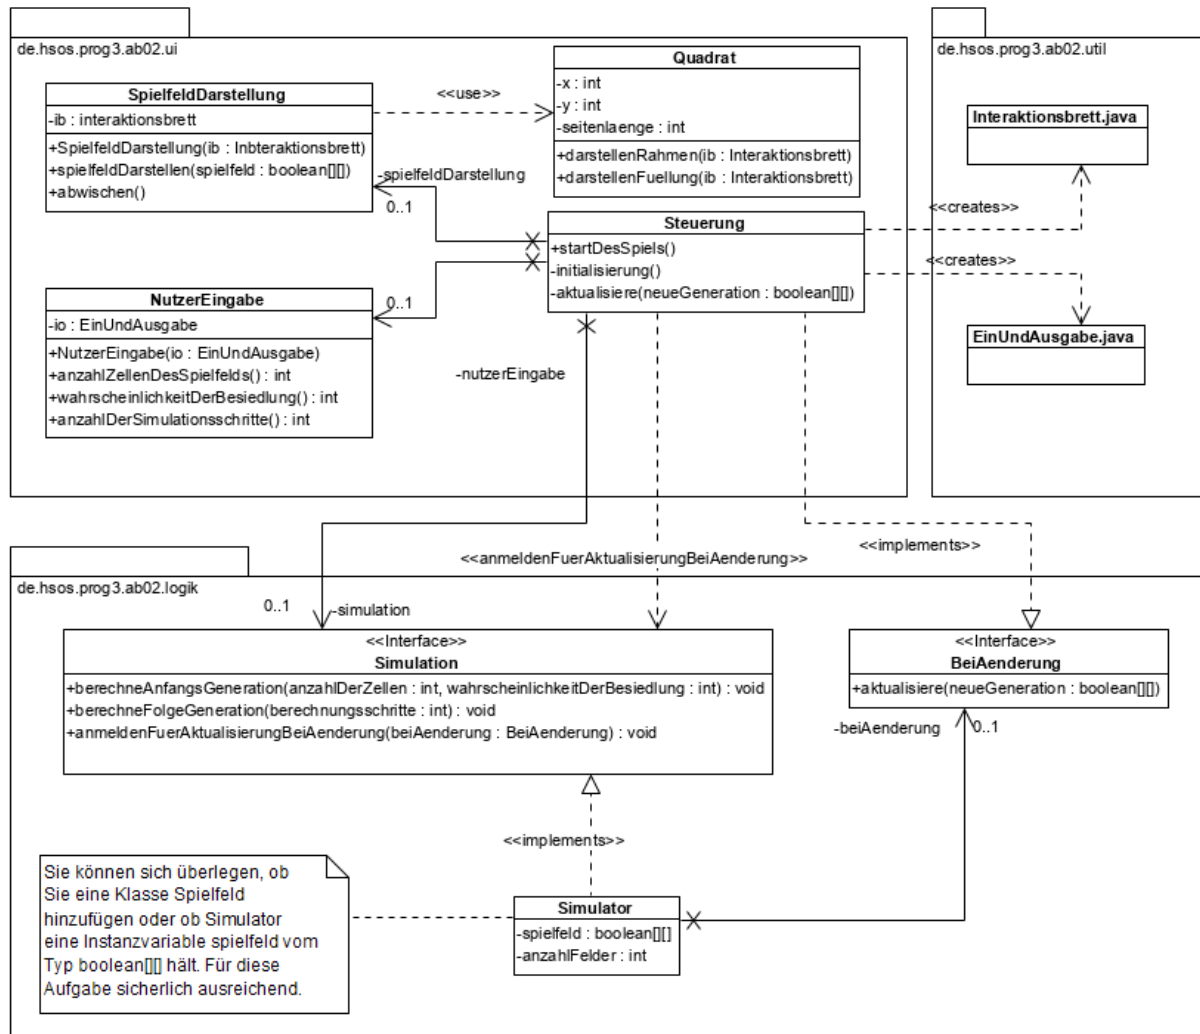 de.hsos.prog3.ab02.ui
SpielfeldDarstellung
-ib : interaktionsbrett
+SpielfeldDarstellung(ib : Inbteraktionsbrett)
+spielfeldDarstellen(spielfeld : boolean[][])
+abwischen()
<<use>>
Quadrat
-x : int
-y : int
-seitenlaenge : int
+darstellenRahmen(ib : Interaktionsbrett)
+darstellenFuellung(ib : Interaktionsbrett)
-spielfeldDarstellung
0..1
Steuerung
+startDesSpiels()
-initialisierung()
-aktualisiere(neueGeneration : boolean[][])
NutzerEingabe
-io : EinUndAusgabe
+NutzerEingabe(io : EinUndAusgabe)
+anzahlZellenDesSpielfelds() : int
+wahrscheinlichkeitDerBesiedlung() : int
+anzahlDerSimulationsschritte() : int
0..1
-nutzerEingabe
de.hsos.prog3.ab02.util
Interaktionsbrett.java
<<creates>>
<<creates>>
EinUndAusgabe.java
<<anmeldenFuerAktualisierungBeiAenderung>>
<<implements>>
de.hsos.prog3.ab02.logik
0..1
-simulation
<<Interface>>
Simulation
+berechneAnfangsGeneration(anzahlDerZellen : int, wahrscheinlichkeitDerBesiedlung : int) : void
+berechneFolgeGeneration(berechnungsschritte : int) : void
+anmeldenFuerAktualisierungBeiAenderung(beiAenderung : BeiAenderung) : void
<<Interface>>
BeiAenderung
+aktualisiere(neueGeneration : boolean[][])
-beiAenderung
0..1
<<implements>>
Simulator
-spielfeld : boolean[][]
-anzahlFelder : int
Sie können sich überlegen, ob
Sie eine Klasse Spielfeld
hinzufügen oder ob Simulator
eine Instanzvariable spielfeld vom
Typ boolean[][] hält. Für diese
Aufgabe sicherlich ausreichend.